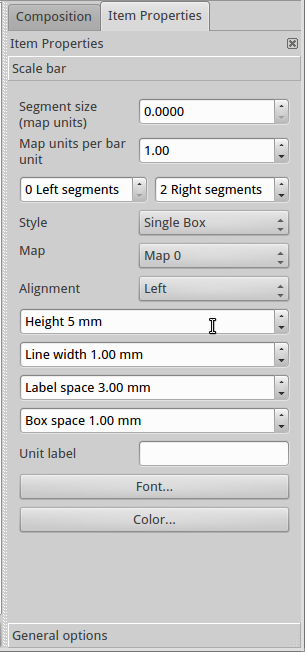 Composition
Item Properties
Item Properties
Scale bar
Segment size
(map units)
0.0000
Map units per bar
unit
1.00
0 Left segments
2 Right segments
Style
Single Box
Map
Map 0
Alignment
Left
Height 5 mm
Line width 1.00 mm
Label space 3.00 mm
Box space 1.00 mm
Unit label
Font...
Color...
General options